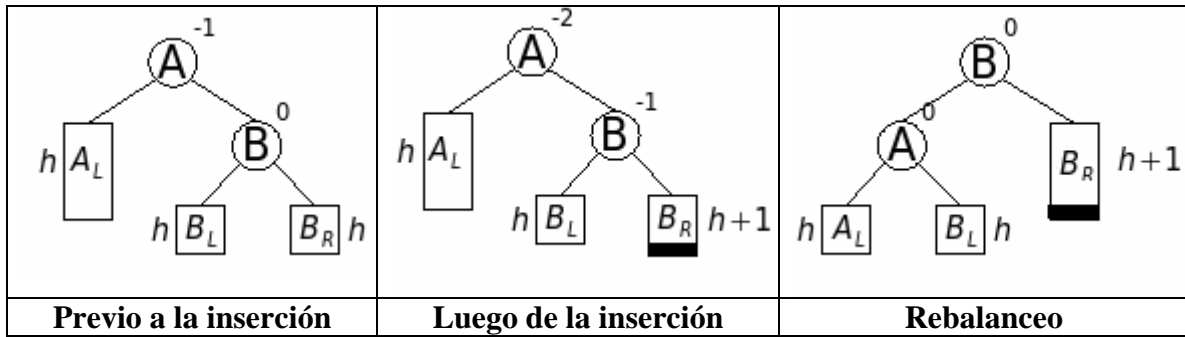 -1
A
0
h A_L
B
h B_L
B_R h
Previo a la inserción
-2
A
-1
h A_L
B
h B_L
B_R h+1
Luego de la inserción
0
B
0
A
B_R h+1
h A_L
B_L h
Rebalanceo